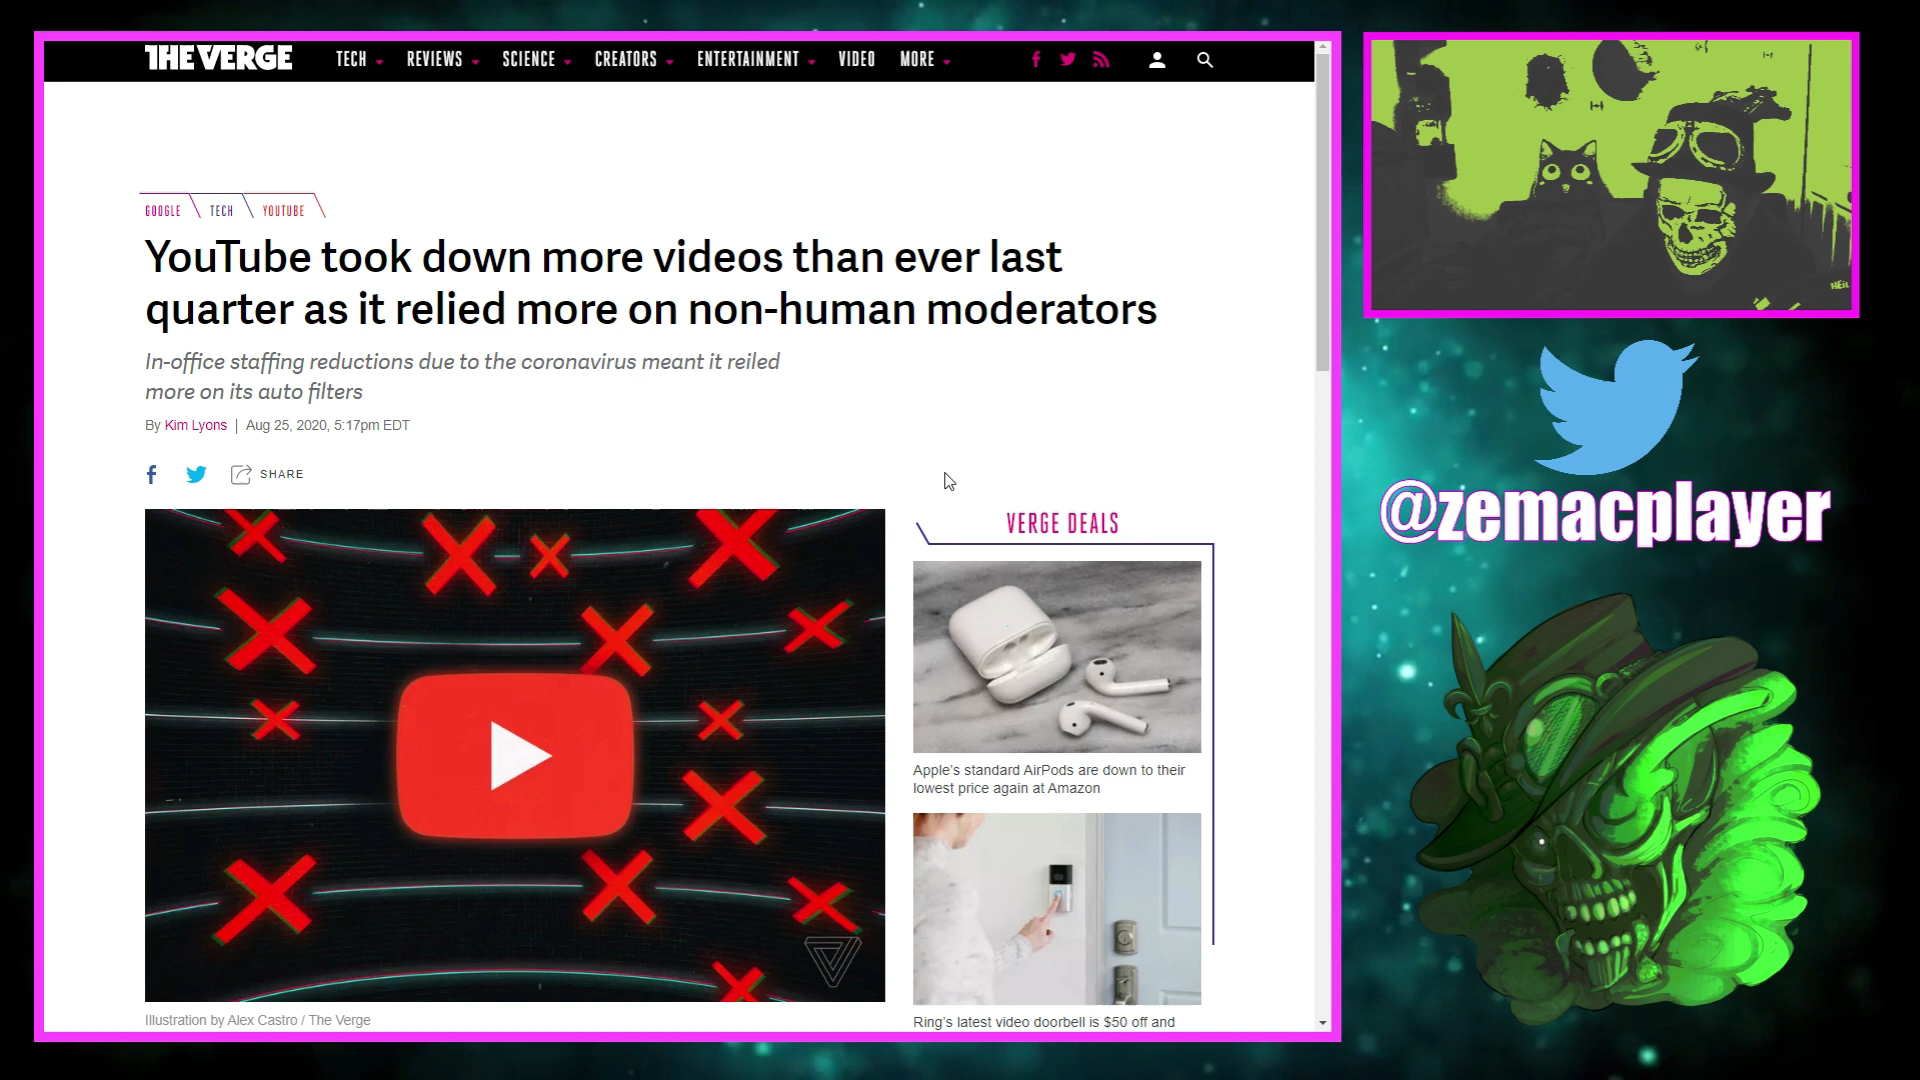 THE VERGE
TECH REVIEWS SCIENCE CREATORS ENTERTAINMENT VIDEO MORE
GOOGLE TECH YOUTUBE
YouTube took down more videos than ever last
quarter as it relied more on non-human moderators
In-office staffing reductions due to the coronavirus meant it reiled
more on its auto filters
By Kim Lyons | Aug 25, 2020, 5:17pm EDT
SHARE
Illustration by Alex Castro / The Verge
VERGE DEALS
Apple's standard AirPods are down to their
lowest price again at Amazon
Ring's latest video doorbell is $50 off and
NEiL
@zemacplayer